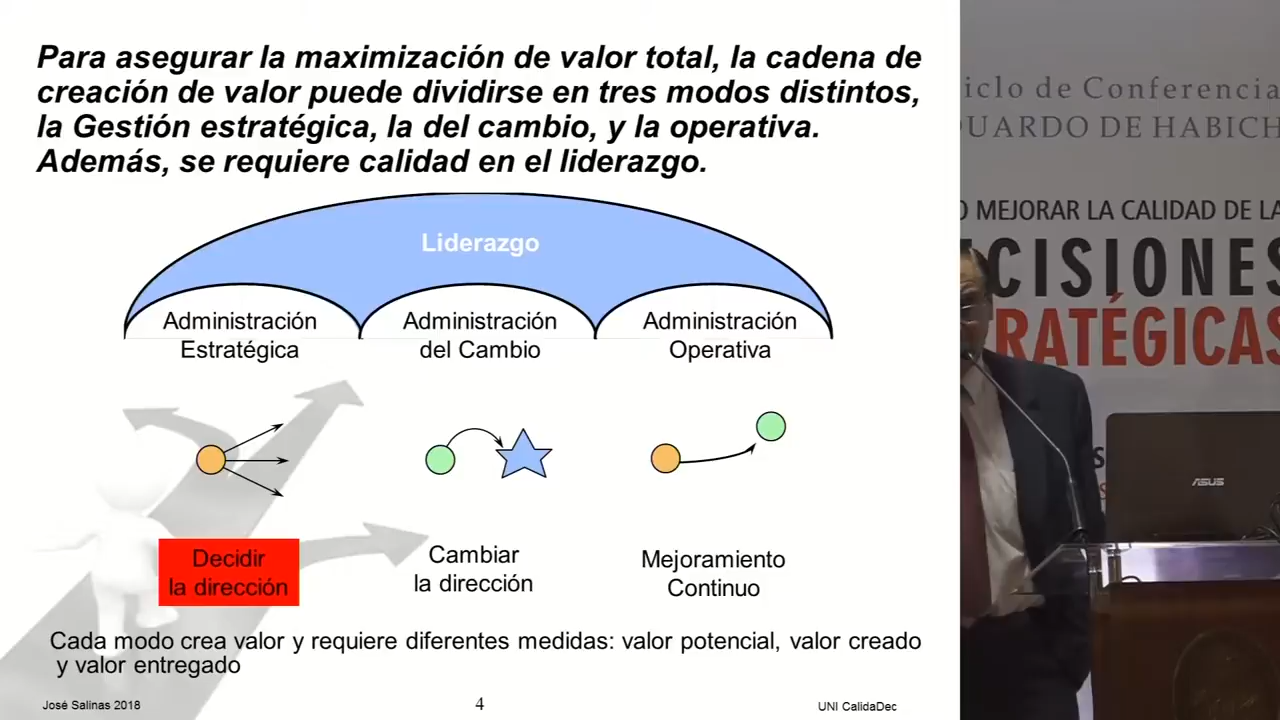 Para asegurar la maximización de valor total, la cadena de
creación de valor puede dividirse en tres modos distintos,
la Gestión estratégica, la del cambio, y la operativa.
Además, se requiere calidad en el liderazgo.
Liderazgo
Administración
Estratégica
Administración
del Cambio
Administración
Operativa
Decidir
la dirección
Cambiar
la dirección
Mejoramiento
Continuo
Cada modo crea valor y requiere diferentes medidas: valor potencial, valor creado
y valor entregado
José Salinas 2018
4
UNI CalidaDec
iclo de Conferencia
UARDO DE HABICH
O MEJORAR LA CALIDAD DE LA
CISIONES
RATÉGICAS
ASUS